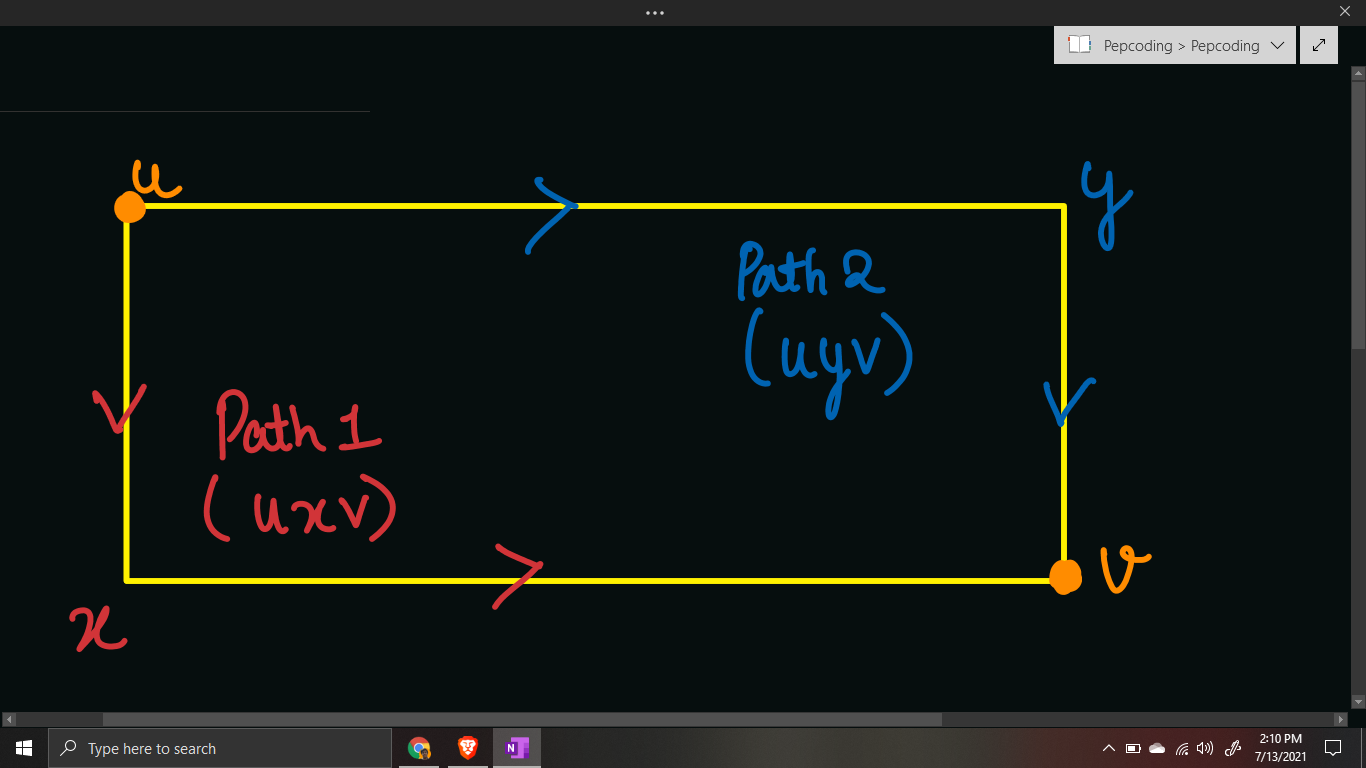 Pepcoding > Pepcoding
u
y
Path 2
(uyv)
Path 1
(uxv)
v
x
Type here to search
N
2:10 PM
7/13/2021